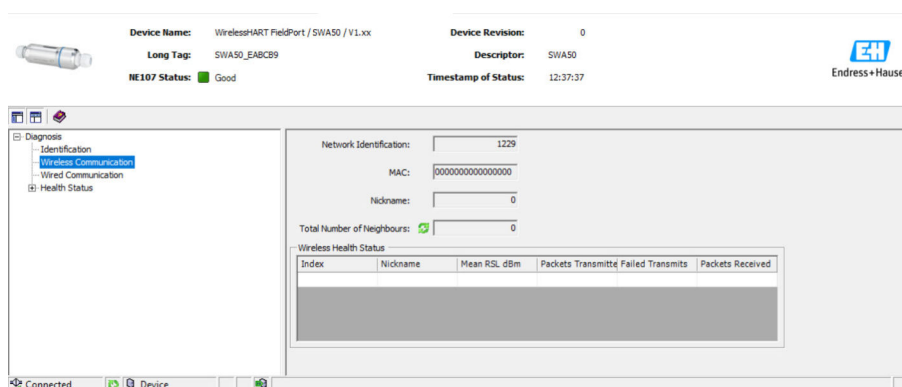 Device Name: WirelessHART FieldPort / SWA50 / V1.xx Device Revision: 0
Long Tag: SWA50_EABCB9 Descriptor: SWA50
NE107 Status: Good Timestamp of Status: 12:37:37
EH
Endress+Hause
Diagnosis
Identification
Wireless Communication
Wired Communication
Health Status
Network Identification: 1229
MAC: 0000000000000000
Nickname: 0
Total Number of Neighbours: 0
Wireless Health Status
Index Nickname Mean RSL dBm Packets Transmitte Failed Transmits Packets Received
Connected Device